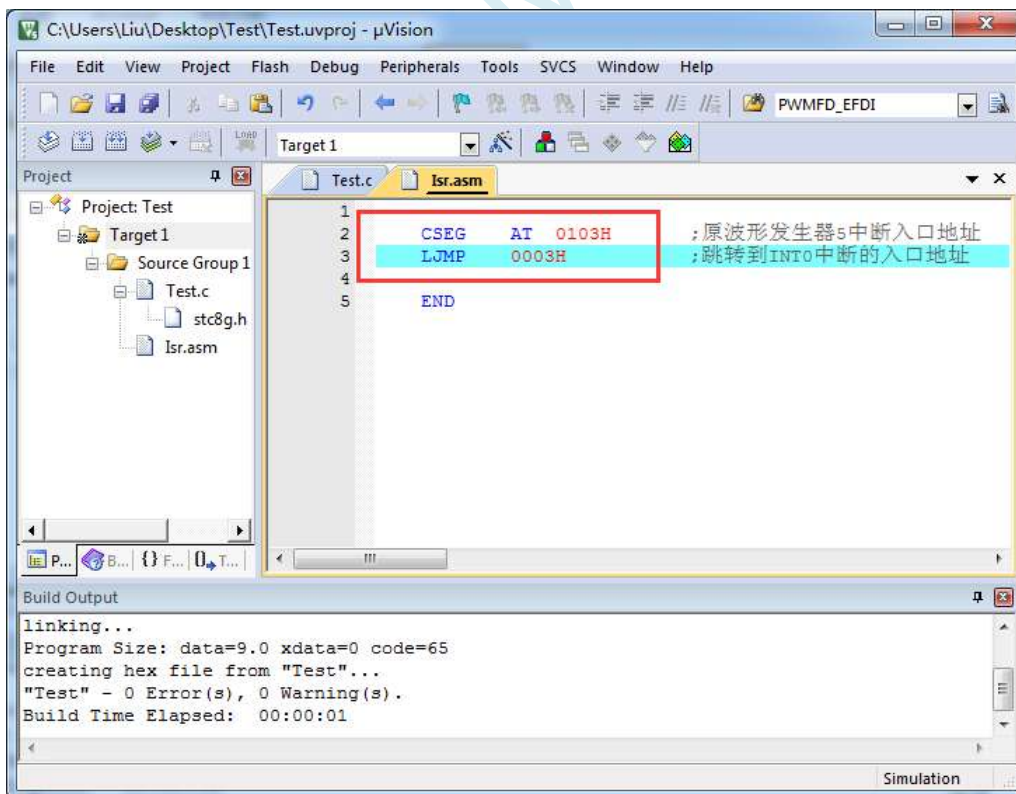 C:\Users\Liu\Desktop\Test\Test.uvproj - µVision
File Edit View Project Flash Debug Peripherals Tools SVCS Window Help
PWMFD_EFDI
LOAD Target 1
Project
Test.c Isr.asm
Project: Test
Target 1
Source Group 1
Test.c
stc8g.h
Isr.asm
1
2 CSEG AT 0103H ;原波形发生器5中断入口地址
3 LJMP 0003H ;跳转到INT0中断的入口地址
4
5 END
P... B... {} F... 0 T...
Build Output
linking...
Program Size: data=9.0 xdata=0 code=65
creating hex file from "Test"...
"Test" - 0 Error(s), 0 Warning(s).
Build Time Elapsed: 00:00:01
Simulation